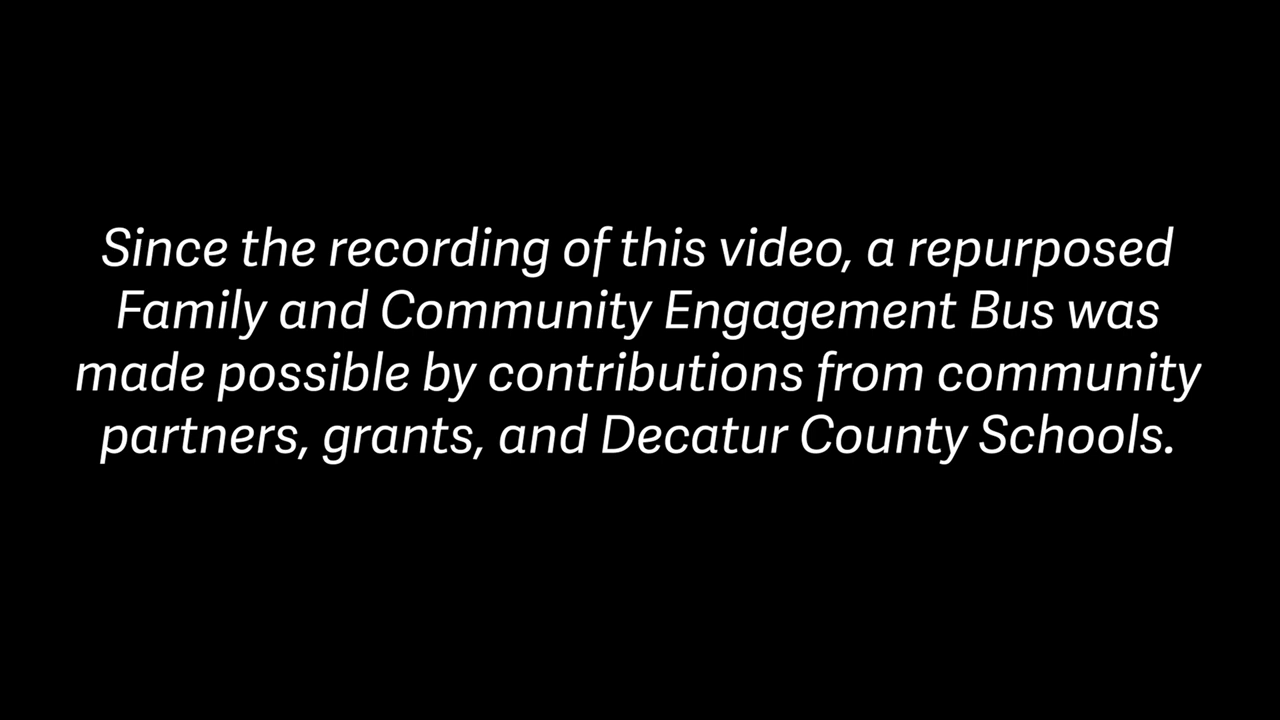 Since the recording of this video, a repurposed
Family and Community Engagement Bus was
made possible by contributions from community
partners, grants, and Decatur County Schools.